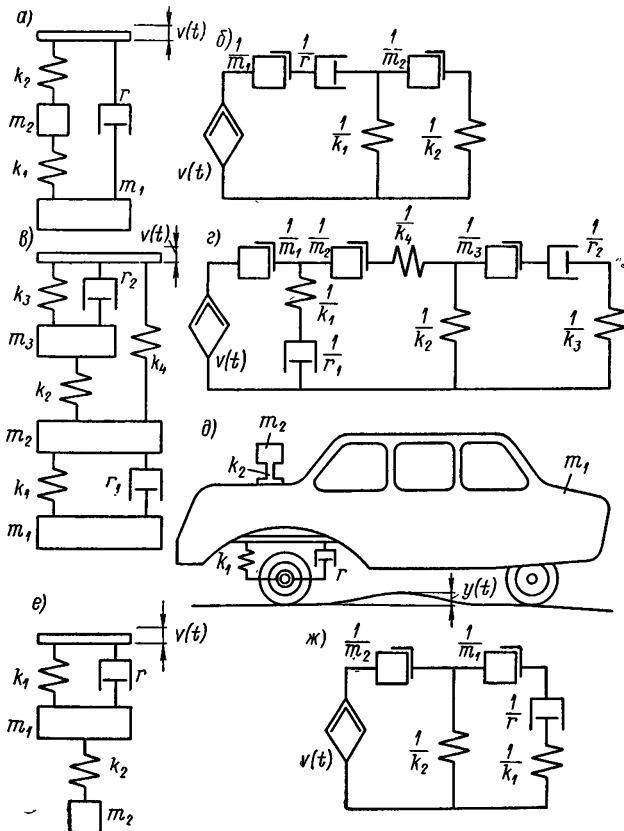 а)
v(t)
k₂
m₂
k₁
r
m₁
б)
1/m₁
1/r
1/m₂
1/k₁
1/k₂
v(t)
в)
v(t)
k₃
r₂
m₃
k₂
k₄
m₂
k₁
r₁
m₁
г)
1/m₁
1/m₂
1/k₄
1/m₃
1/r₂
1/k₁
1/r₁
1/k₂
1/k₃
v(t)
д)
m₂
k₂
m₁
k₁
r
y(t)
е)
v(t)
k₁
r
m₁
k₂
m₂
ж)
1/m₂
1/m₁
1/r
1/k₂
1/k₁
v(t)